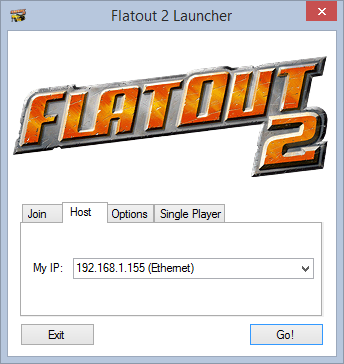 Flatout 2 Launcher
FLATOUT
2
Join Host Options Single Player
My IP: 192.168.1.155 (Ethernet)
Exit Go!